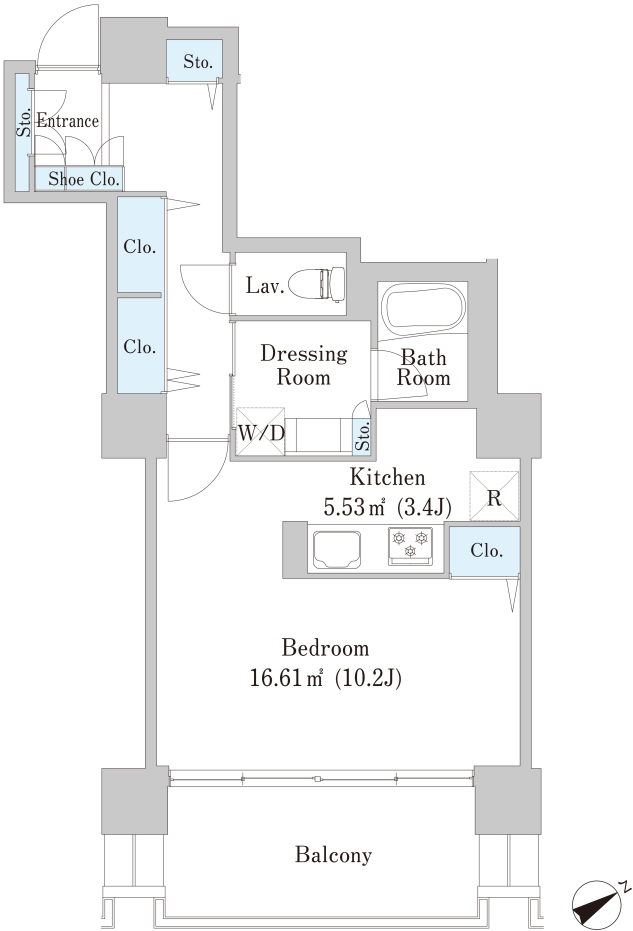 Sto.
Sto.
Entrance
Shoe Clo.
Clo.
Lav.
Clo.
Dressing
Room
Bath
Room
W/D
Sto.
Kitchen
5.53㎡ (3.4J)
R
Clo.
Bedroom
16.61㎡ (10.2J)
Balcony
N